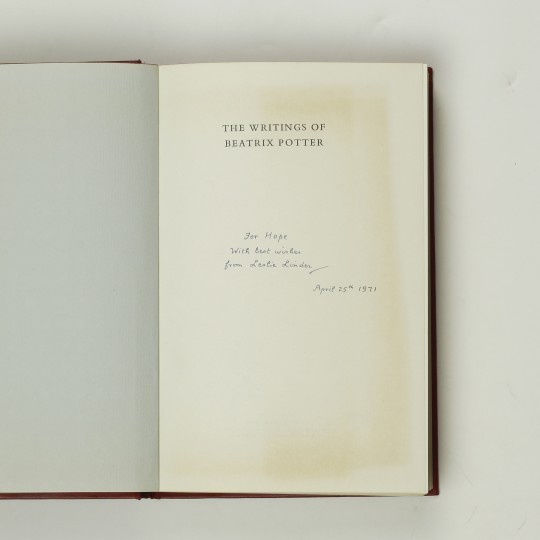 THE WRITINGS OF
BEATRIX POTTER
For Hope
With best wishes
from Leslie Linder
April 25th 1971